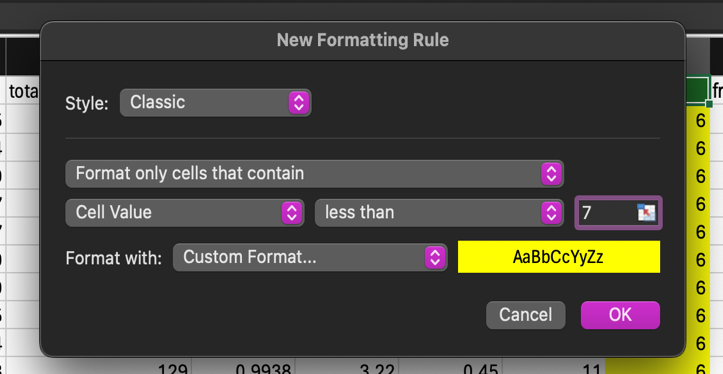 New Formatting Rule
Style: Classic
Format only cells that contain
Cell Value less than 7
Format with: Custom Format... AaBbCcYyZz
Cancel OK
tota
fr
6
6
6
6
6
6
6
6
6
129 0.9938 3.22 0.45 11 6